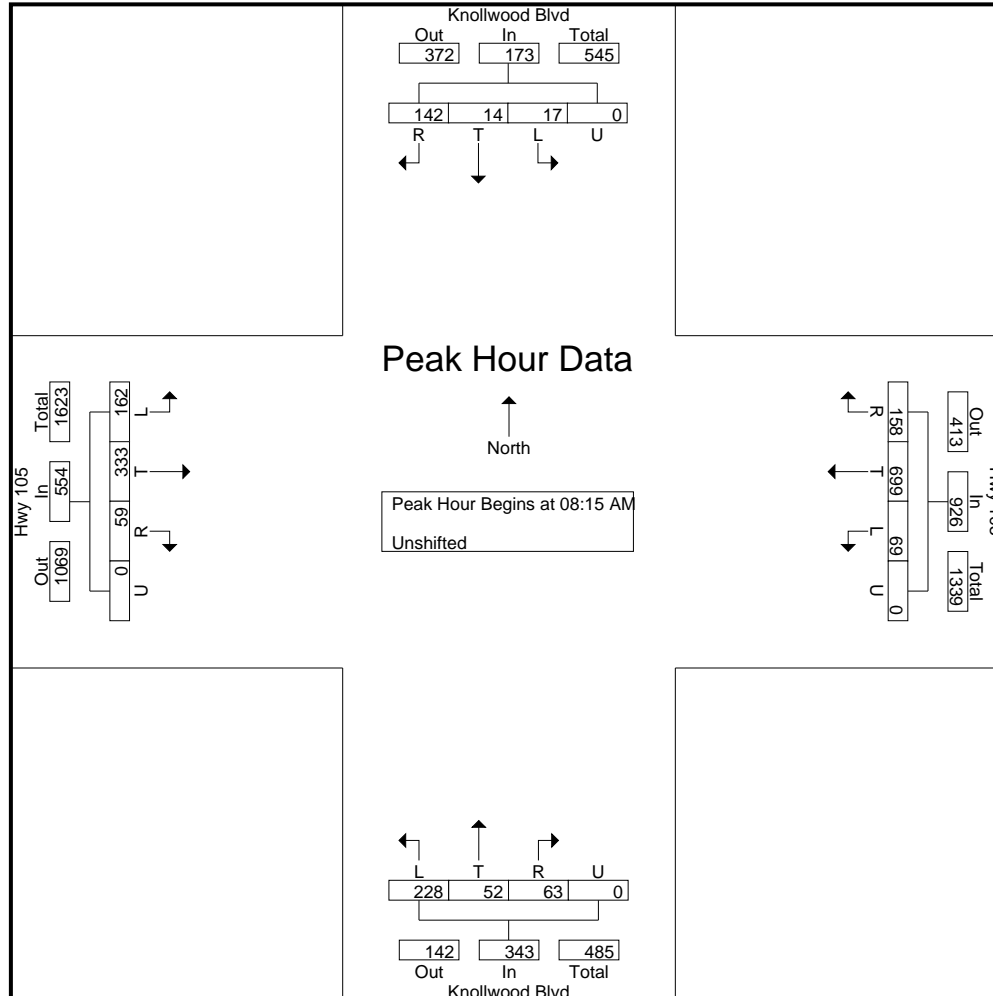 Knollwood Blvd
Out In Total
372 173 545
142 14 17 0
R T L U
Peak Hour Data
North
Peak Hour Begins at 08:15 AM
Unshifted
Hwy 105
Total In Out
1623 554 1069
162 333 59 0
L T R U
R T L U
158 699 69 0
Out In Total
413 926 1339
L T R U
228 52 63 0
142 343 485
Out In Total
Knollwood Blvd